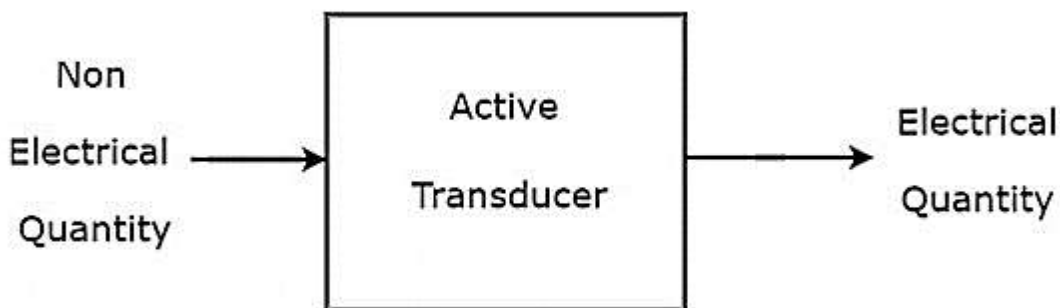 Non
Electrical
Quantity
Active
Transducer
Electrical
Quantity